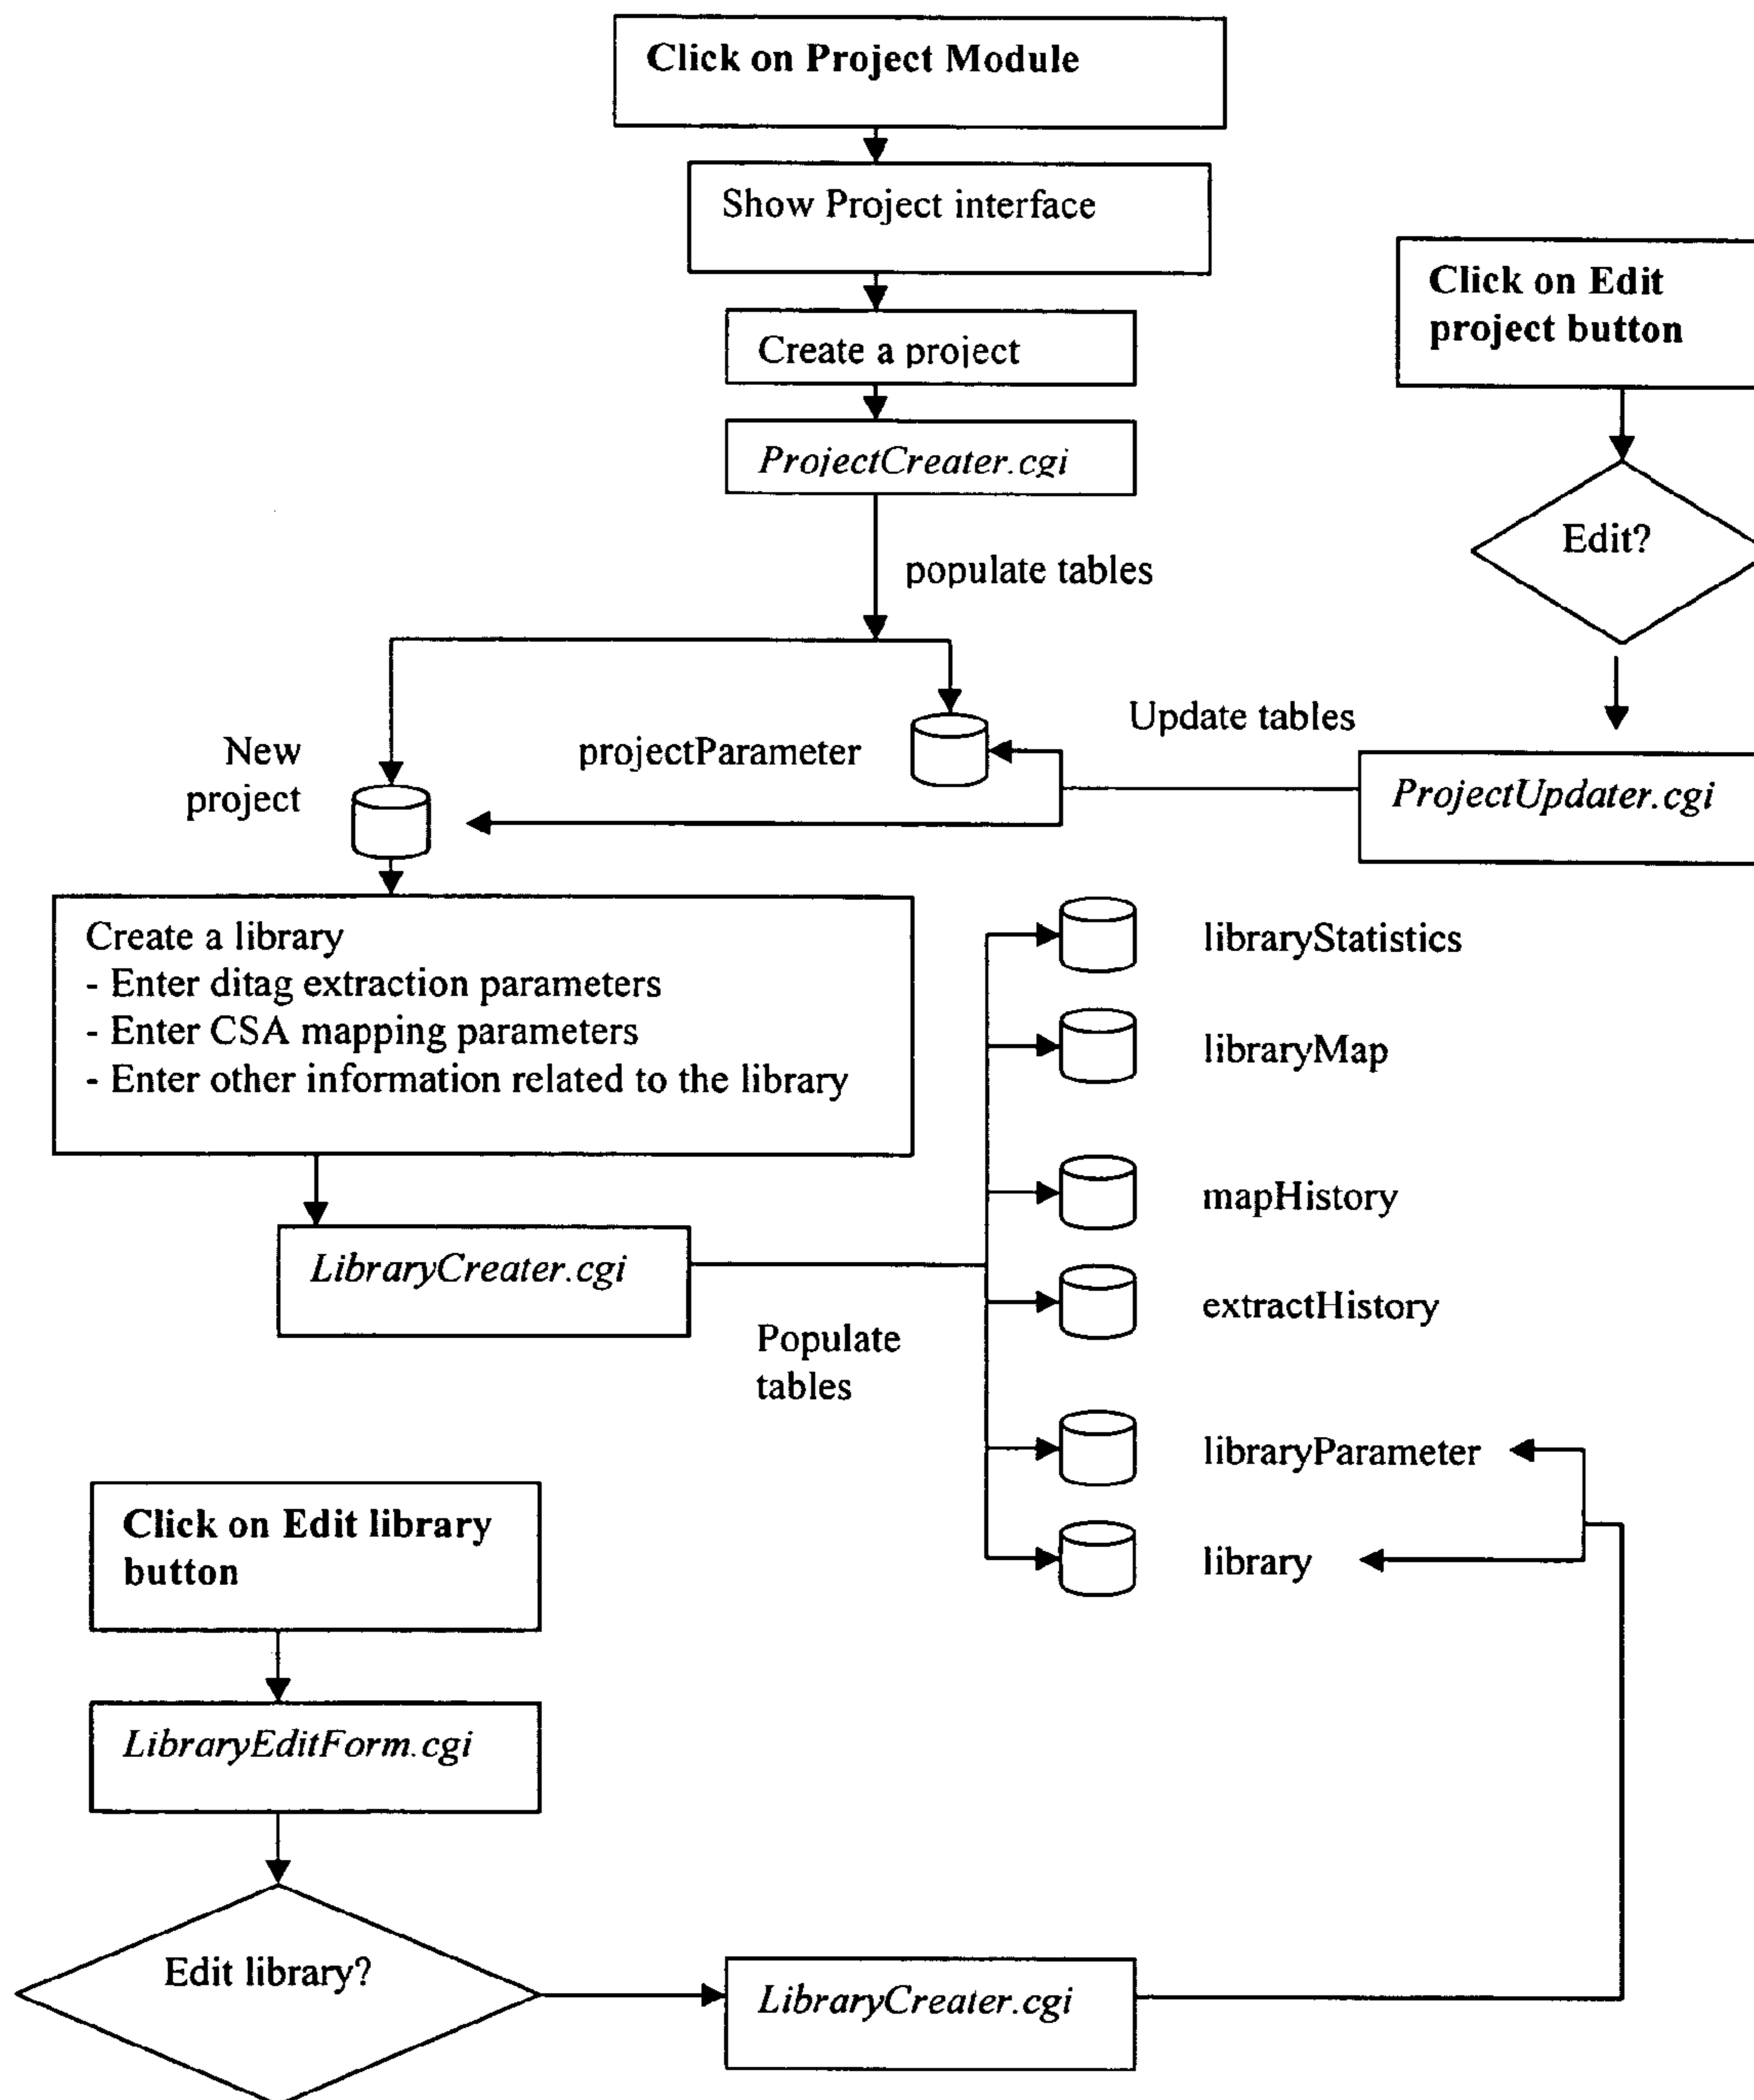 Click on Project Module
Show Project interface
Click on Edit
project button
Create a project
ProjectCreater.cgi
Edit?
populate tables
Update tables
New
project
projectParameter
ProjectUpdater.cgi
Create a library
- Enter ditag extraction parameters
- Enter CSA mapping parameters
- Enter other information related to the library
libraryStatistics
libraryMap
mapHistory
LibraryCreater.cgi
extractHistory
Populate
tables
libraryParameter
Click on Edit library
button
library
LibraryEditForm.cgi
Edit library?
LibraryCreater.cgi